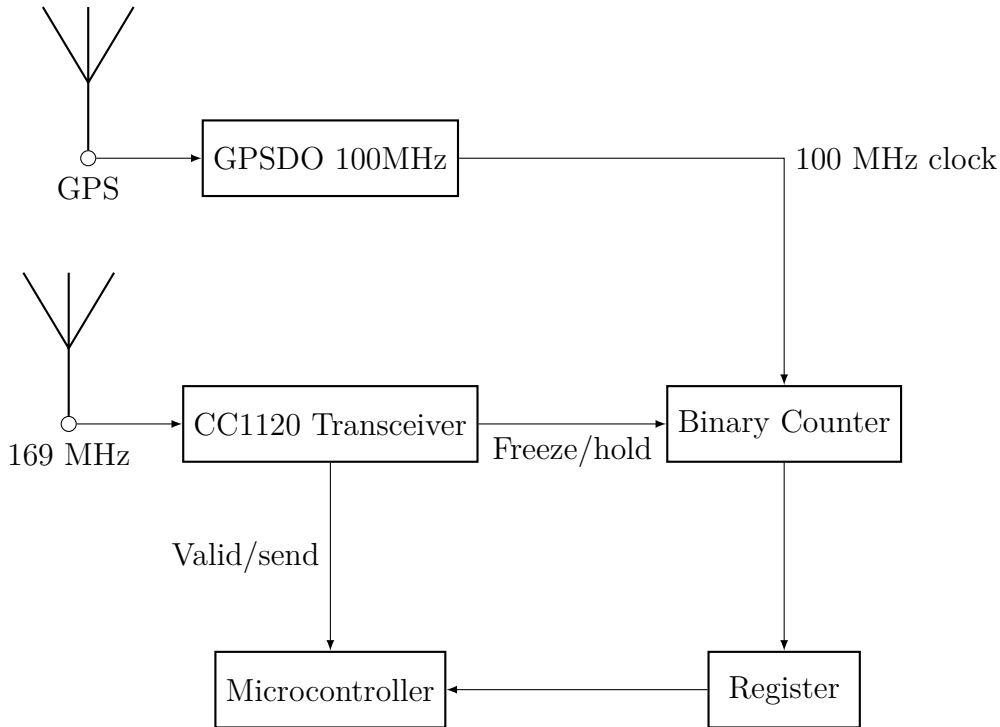 GPSDO 100MHz
100 MHz clock
GPS
CC1120 Transceiver
Binary Counter
169 MHz
Freeze/hold
Valid/send
Microcontroller
Register